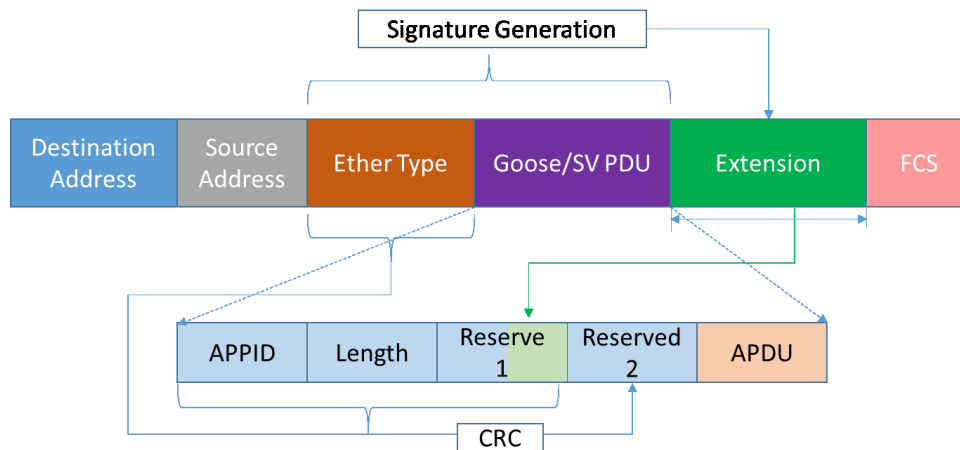 Signature Generation
Destination
Address
Source
Address
Ether Type
Goose/SV PDU
Extension
FCS
APPID
Length
Reserve
1
Reserved
2
APDU
CRC